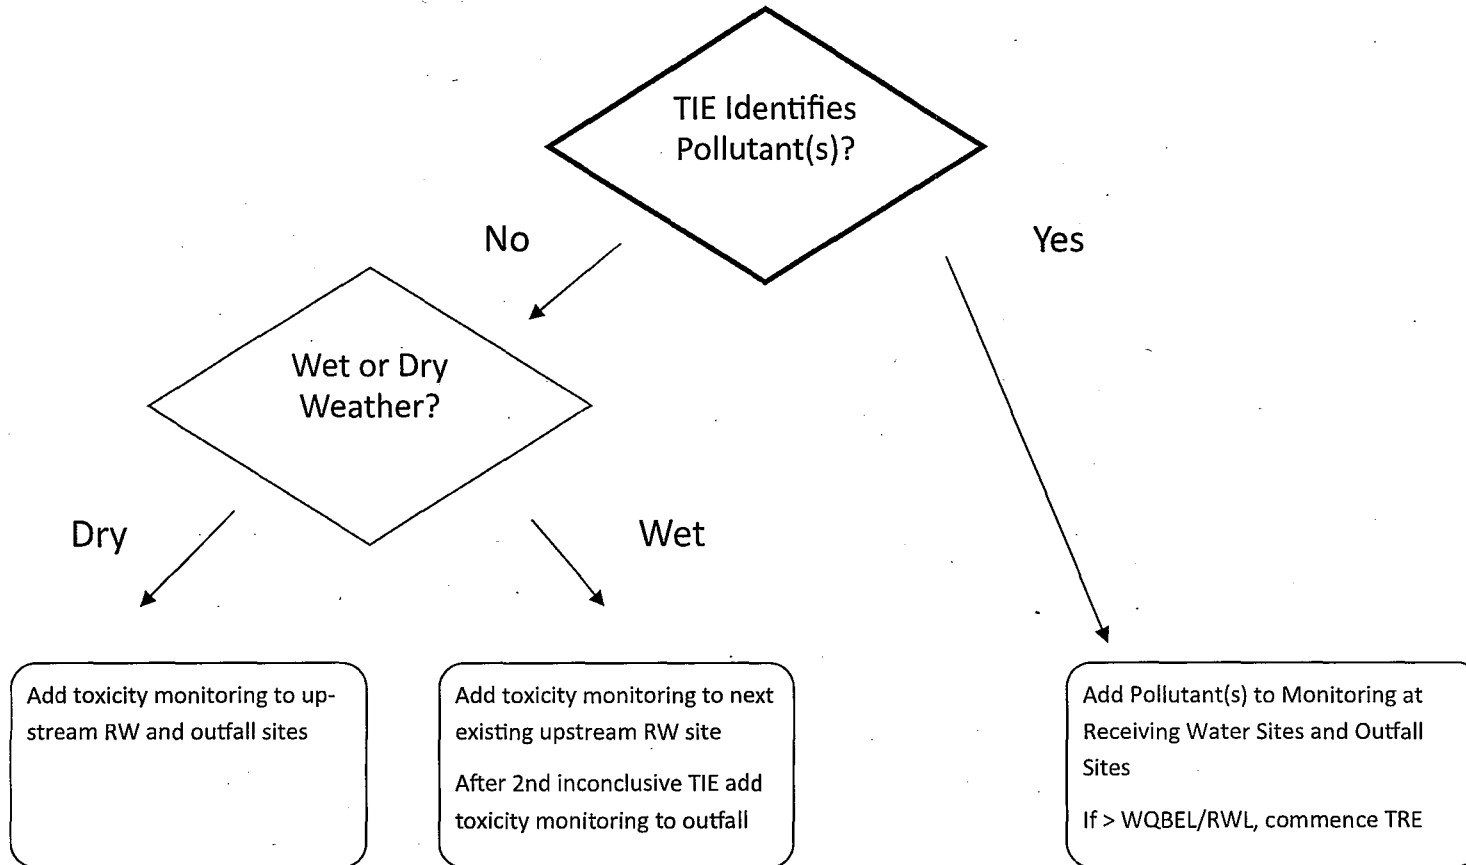 TIE Identifies
Pollutant(s)?
No
Yes
Wet or Dry
Weather?
Dry
Wet
Add toxicity monitoring to up-
stream RW and outfall sites
Add toxicity monitoring to next
existing upstream RW site
After 2nd inconclusive TIE add
toxicity monitoring to outfall
Add Pollutant(s) to Monitoring at
Receiving Water Sites and Outfall
Sites
If > WQBEL/RWL, commence TRE